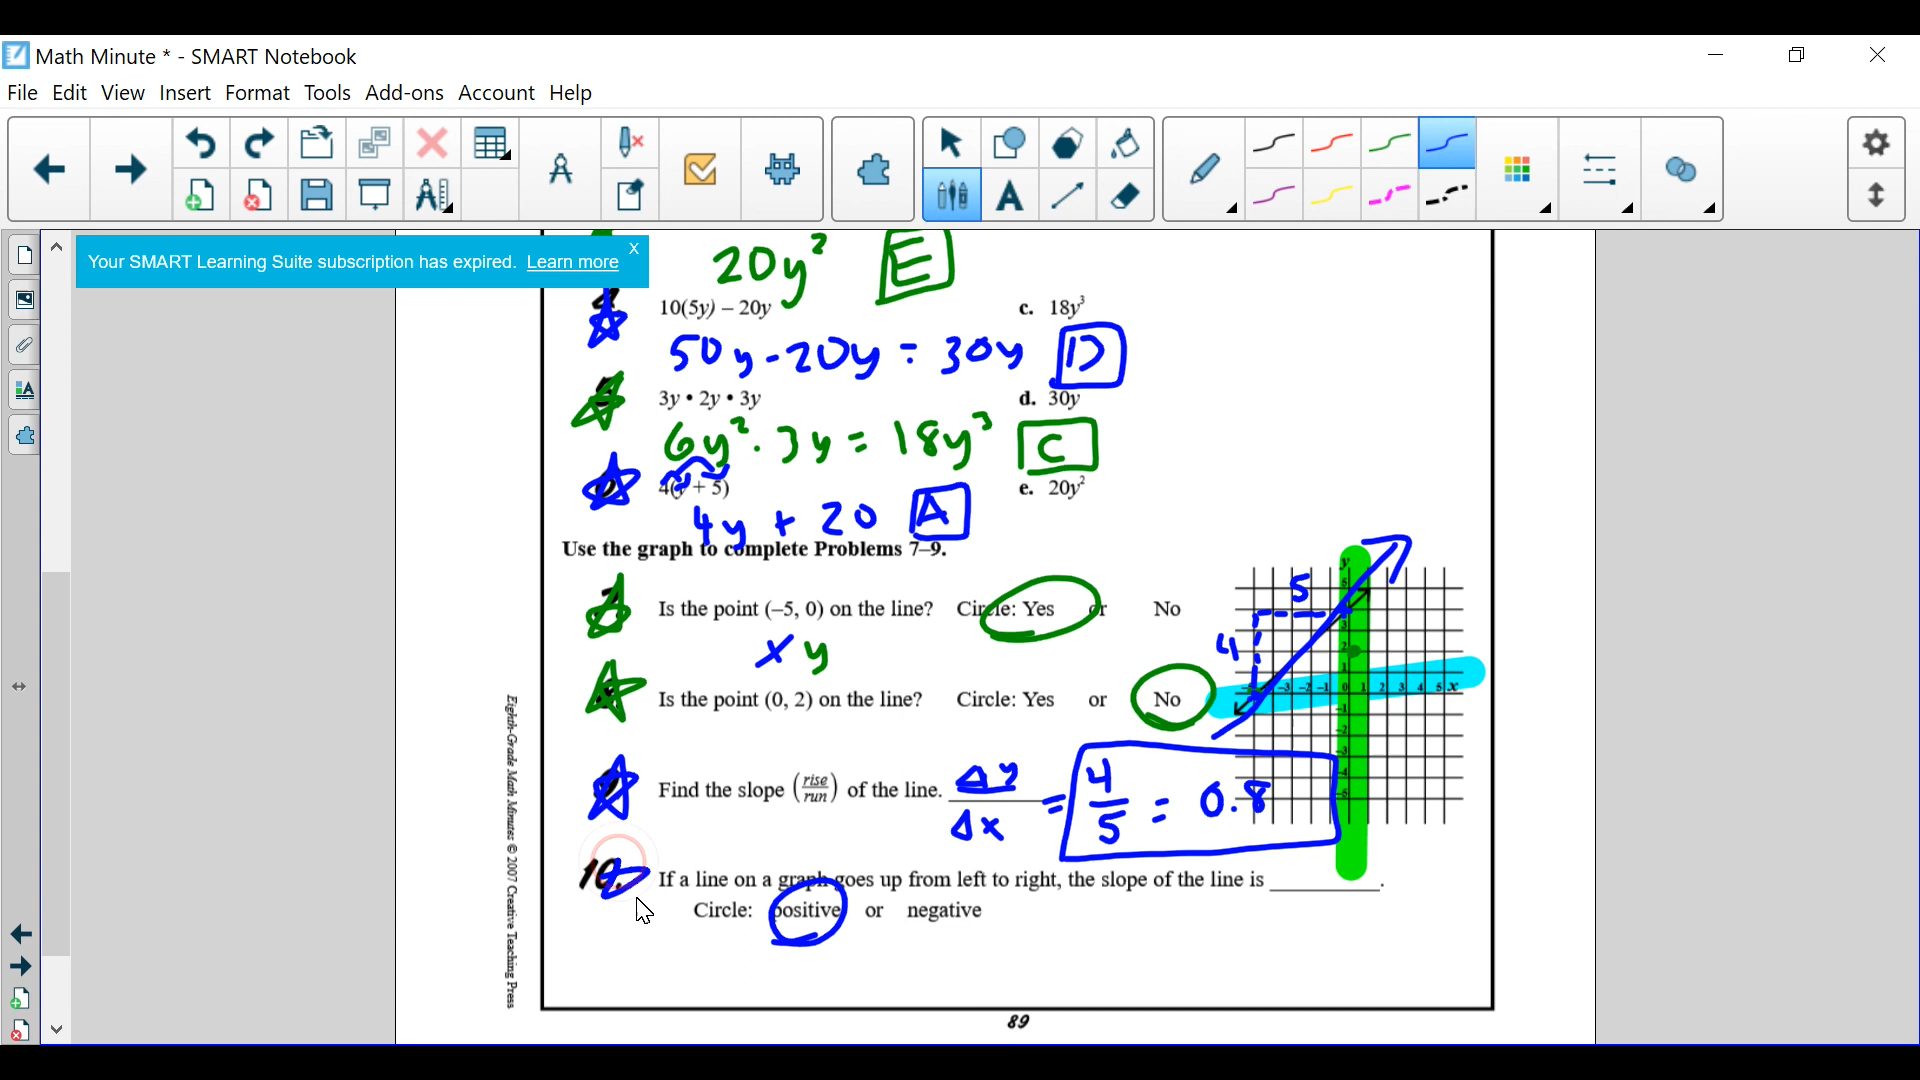 Math Minute * - SMART Notebook
File Edit View Insert Format Tools Add-ons Account Help
Your SMART Learning Suite subscription has expired. Learn more X
20y² E
10(5y) – 20y c. 18y³
50y - 20y = 30y D
3y • 2y • 3y d. 30y
6y² · 3y = 18y³ C
4(y + 5) e. 20y²
4y + 20 A
Use the graph to complete Problems 7–9.
Is the point (–5, 0) on the line? Circle: Yes or No
x y
Is the point (0, 2) on the line? Circle: Yes or No
Find the slope (rise/run) of the line. Δy/Δx = 4/5 = 0.8
5
4
10. If a line on a graph goes up from left to right, the slope of the line is ____________.
Circle: positive or negative
Eighth-Grade Math Minutes © 2007 Creative Teaching Press
89